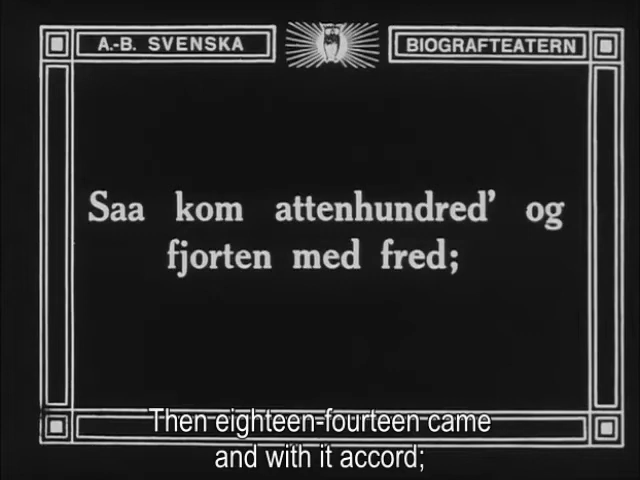 A.-B. SVENSKA
BIOGRAFTEATERN
Saa kom attenhundred' og
fjorten med fred;
Then eighteen-fourteen came
and with it accord;